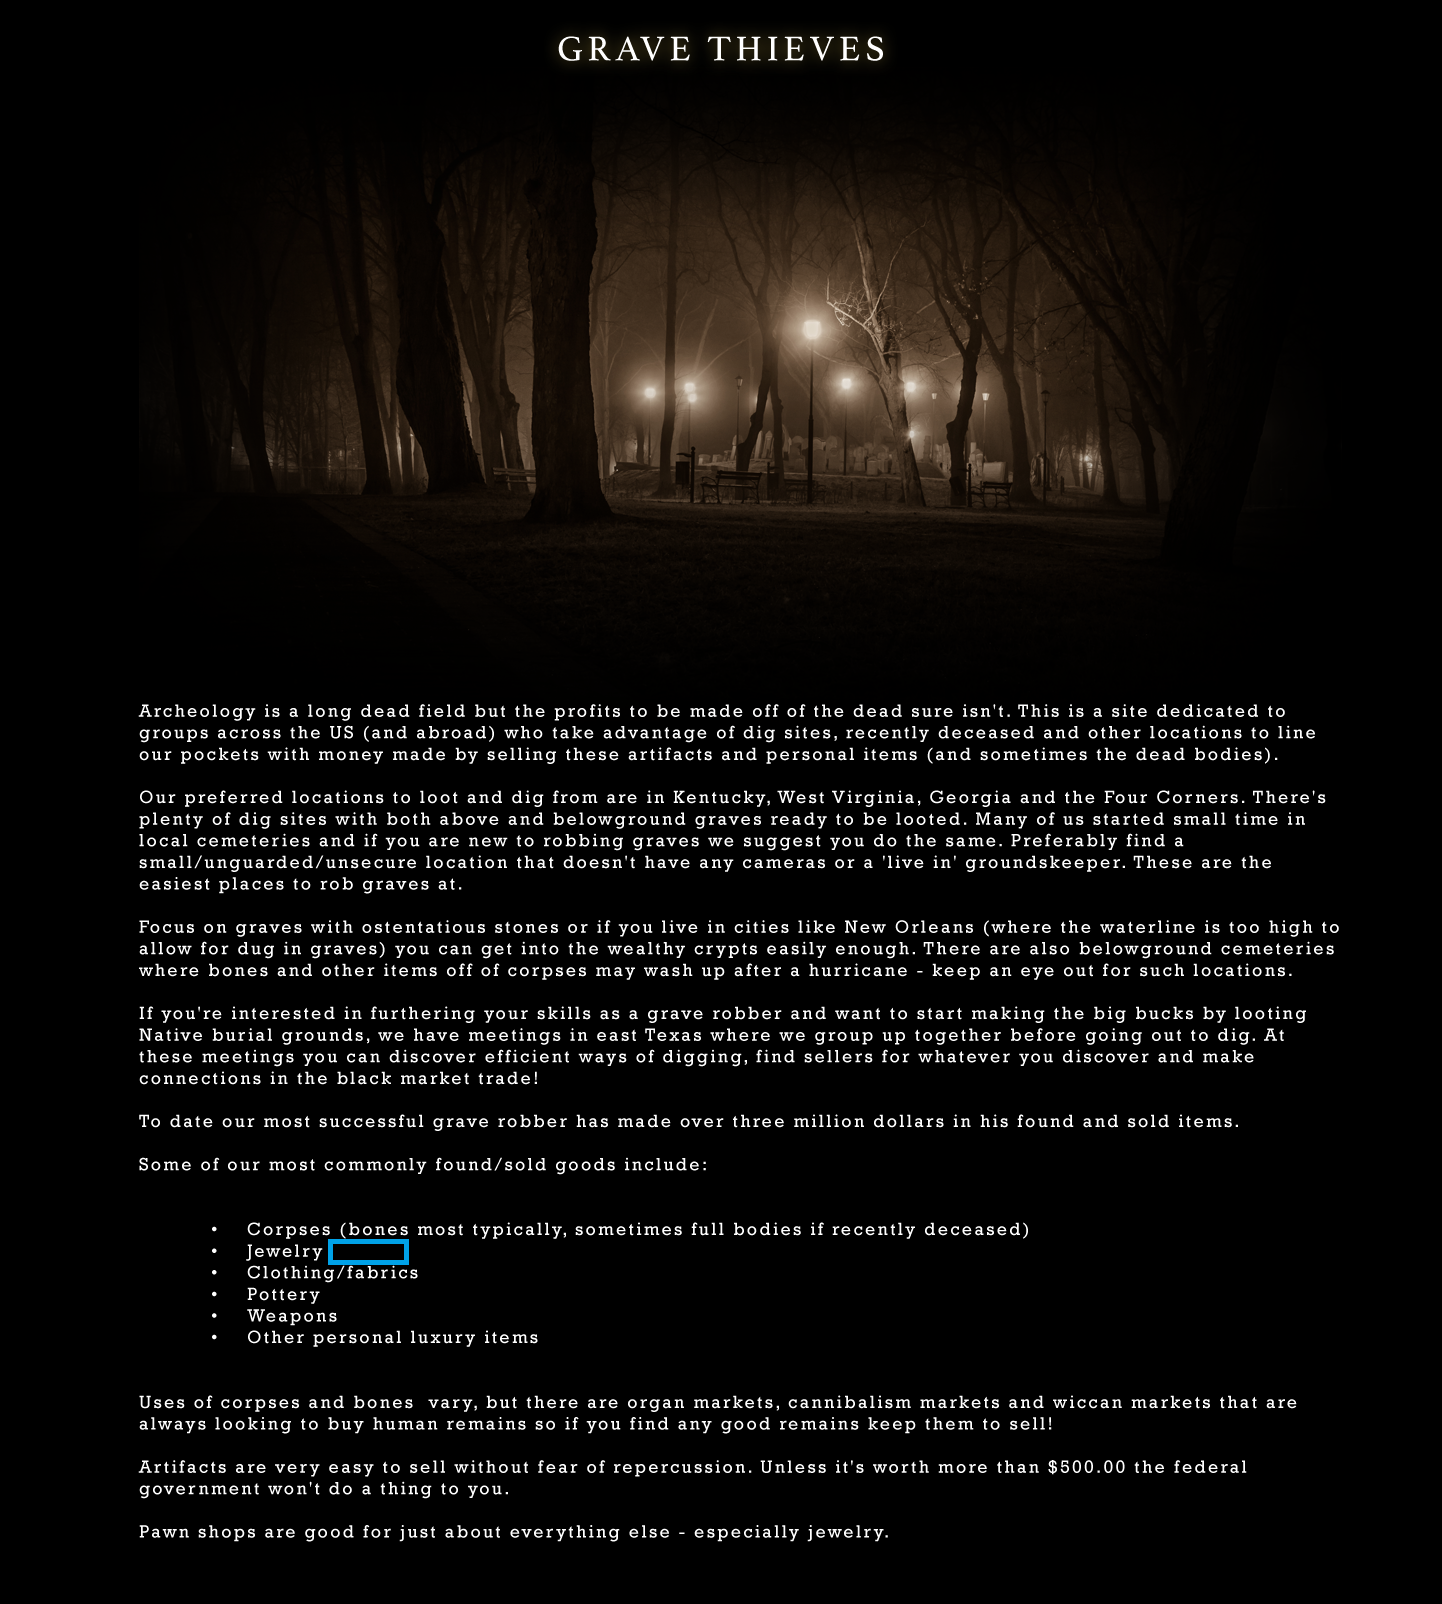 GRAVE THIEVES
Archeology is a long dead field but the profits to be made off of the dead sure isn't. This is a site dedicated to
groups across the US (and abroad) who take advantage of dig sites, recently deceased and other locations to line
our pockets with money made by selling these artifacts and personal items (and sometimes the dead bodies).
Our preferred locations to loot and dig from are in Kentucky, West Virginia, Georgia and the Four Corners. There's
plenty of dig sites with both above and belowground graves ready to be looted. Many of us started small time in
local cemeteries and if you are new to robbing graves we suggest you do the same. Preferably find a
small/unguarded/unsecure location that doesn't have any cameras or a 'live in' groundskeeper. These are the
easiest places to rob graves at.
Focus on graves with ostentatious stones or if you live in cities like New Orleans (where the waterline is too high to
allow for dug in graves) you can get into the wealthy crypts easily enough. There are also belowground cemeteries
where bones and other items off of corpses may wash up after a hurricane - keep an eye out for such locations.
If you're interested in furthering your skills as a grave robber and want to start making the big bucks by looting
Native burial grounds, we have meetings in east Texas where we group up together before going out to dig. At
these meetings you can discover efficient ways of digging, find sellers for whatever you discover and make
connections in the black market trade!
To date our most successful grave robber has made over three million dollars in his found and sold items.
Some of our most commonly found/sold goods include:
• Corpses (bones most typically, sometimes full bodies if recently deceased)
• Jewelry
• Clothing/fabrics
• Pottery
• Weapons
• Other personal luxury items
Uses of corpses and bones  vary, but there are organ markets, cannibalism markets and wiccan markets that are
always looking to buy human remains so if you find any good remains keep them to sell!
Artifacts are very easy to sell without fear of repercussion. Unless it's worth more than $500.00 the federal
government won't do a thing to you.
Pawn shops are good for just about everything else - especially jewelry.